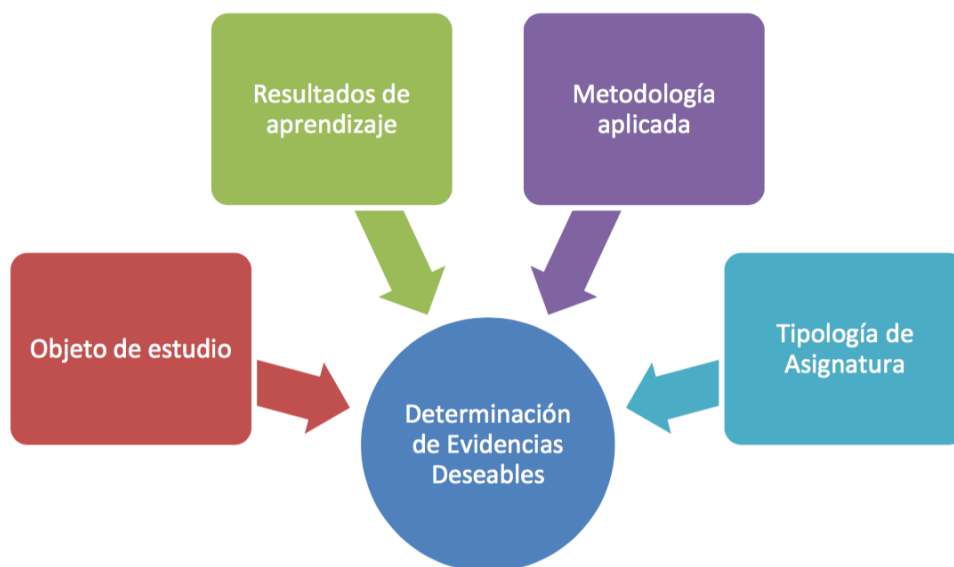 Resultados de
aprendizaje
Metodología
aplicada
Objeto de estudio
Tipología de
Asignatura
Determinación
de Evidencias
Deseables